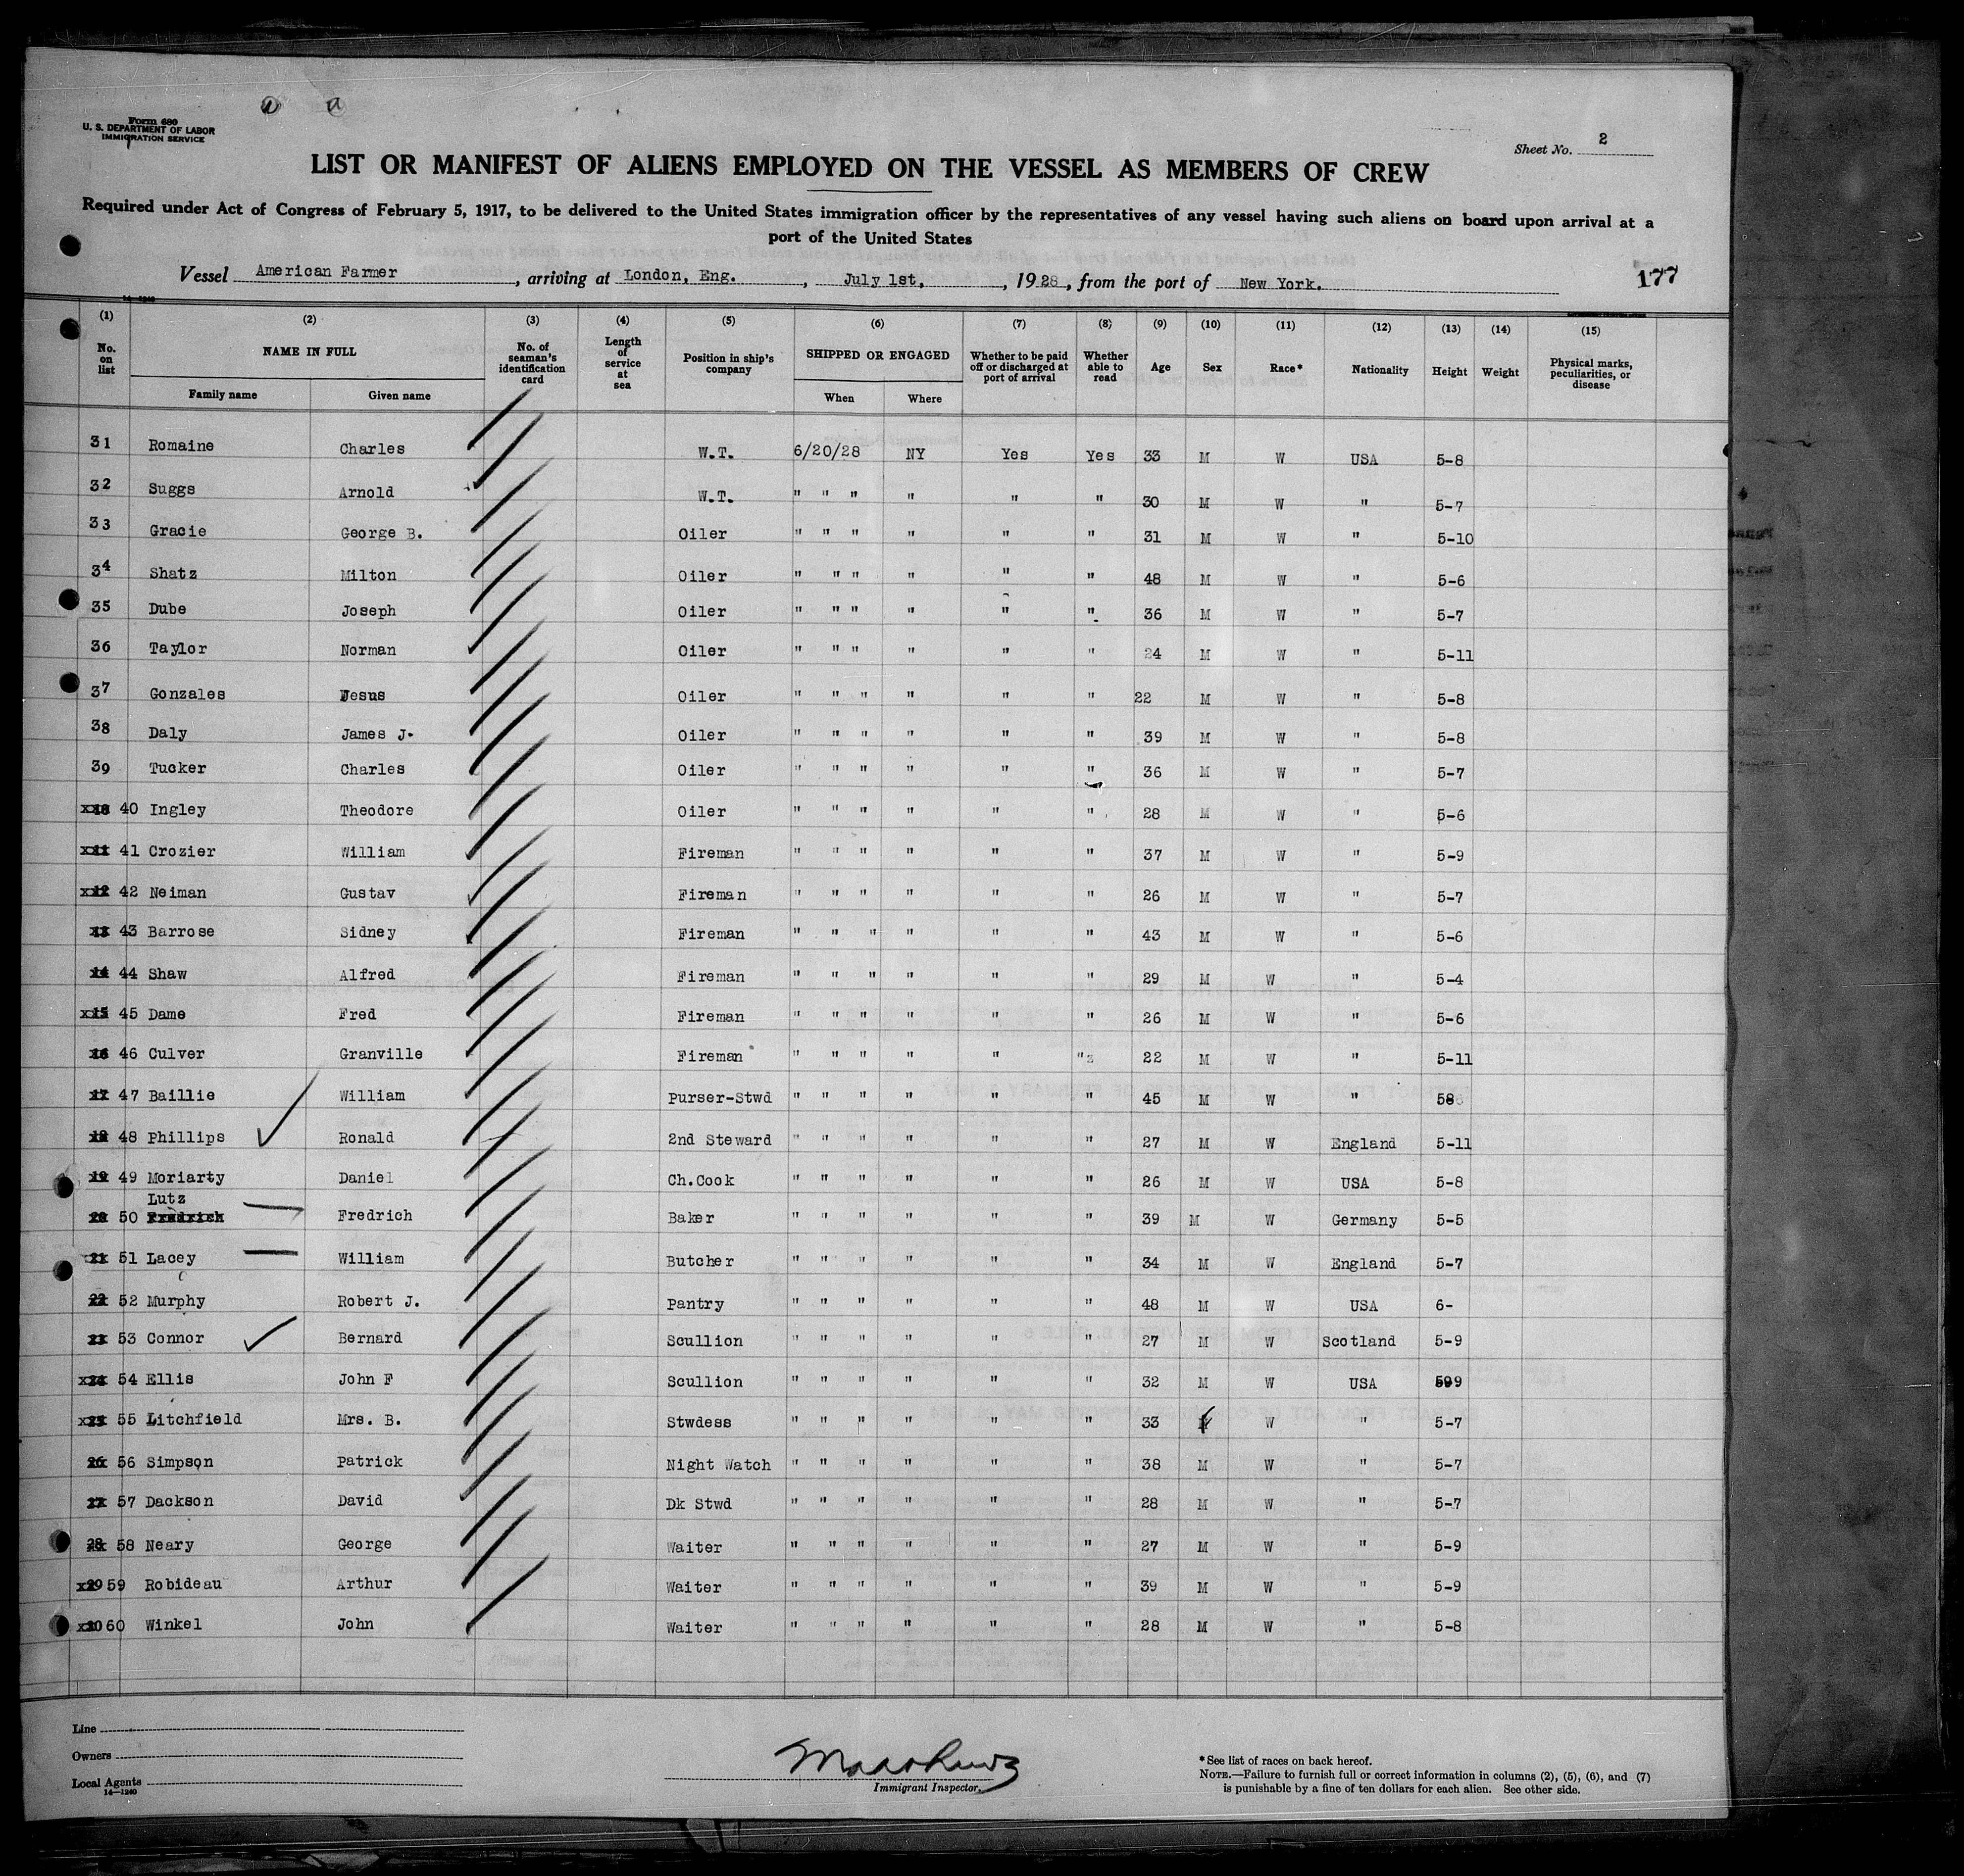 Form 680
U. S. DEPARTMENT OF LABOR
IMMIGRATION SERVICE
Sheet No. 2
LIST OR MANIFEST OF ALIENS EMPLOYED ON THE VESSEL AS MEMBERS OF CREW
Required under Act of Congress of February 5, 1917, to be delivered to the United States immigration officer by the representatives of any vessel having such aliens on board upon arrival at a
port of the United States
Vessel American Farmer, arriving at London, Eng., July 1st, 1928, from the port of New York.
177
14—1240
(1) (2) (3) (4) (5) (6) (7) (8) (9) (10) (11) (12) (13) (14) (15)
No. on list NAME IN FULL No. of seaman's identification card Length of service at sea Position in ship's company SHIPPED OR ENGAGED Whether to be paid off or discharged at port of arrival Whether able to read Age Sex Race* Nationality Height Weight Physical marks, peculiarities, or disease
Family name Given name When Where
31 Romaine Charles W.T. 6/20/28 NY Yes Yes 33 M W USA 5-8
32 Suggs Arnold W.T. " " " " " " 30 M W " 5-7
33 Gracie George B. Oiler " " " " " " 31 M W " 5-10
34 Shatz Milton Oiler " " " " " " 48 M W " 5-6
35 Dube Joseph Oiler " " " " " " 36 M W " 5-7
36 Taylor Norman Oiler " " " " " " 24 M W " 5-11
37 Gonzales Jesus Oiler " " " " " " 22 M W " 5-8
38 Daly James J. Oiler " " " " " " 39 M W " 5-8
39 Tucker Charles Oiler " " " " " " 36 M W " 5-7
40 Ingley Theodore Oiler " " " " " " 28 M W " 5-6
41 Crozier William Fireman " " " " " " 37 M W " 5-9
42 Neiman Gustav Fireman " " " " " " 26 M W " 5-7
43 Barrose Sidney Fireman " " " " " " 43 M W " 5-6
44 Shaw Alfred Fireman " " " " " " 29 M W " 5-4
45 Dame Fred Fireman " " " " " " 26 M W " 5-6
46 Culver Granville Fireman " " " " " " 22 M W " 5-11
47 Baillie William Purser-Stwd " " " " " " 45 M W "
48 Phillips Ronald 2nd Steward " " " " " " 27 M W England 5-11
49 Moriarty Daniel Ch.Cook " " " " " " 26 M W USA 5-8
Lutz
50 Fredrich Fredrich Baker " " " " " " 39 M W Germany 5-5
51 Lacey William Butcher " " " " " " 34 M W England 5-7
52 Murphy Robert J. Pantry " " " " " " 48 M W USA 6-
53 Connor Bernard Scullion " " " " " " 27 M W Scotland 5-9
54 Ellis John F Scullion " " " " " " 32 M W USA 599
55 Litchfield Mrs. B. Stwdess " " " " " " 33 f W " 5-7
56 Simpson Patrick Night Watch " " " " " " 38 M W " 5-7
57 Dackson David Dk Stwd " " " " " " 28 M W " 5-7
58 Neary George Waiter " " " " " " 27 M W " 5-9
59 Robideau Arthur Waiter " " " " " " 39 M W " 5-9
60 Winkel John Waiter " " " " " " 28 M W " 5-8
Line
Owners
Local Agents
14—1240
Immigrant Inspector.
*See list of races on back hereof.
NOTE.—Failure to furnish full or correct information in columns (2), (5), (6), and (7)
is punishable by a fine of ten dollars for each alien. See other side.